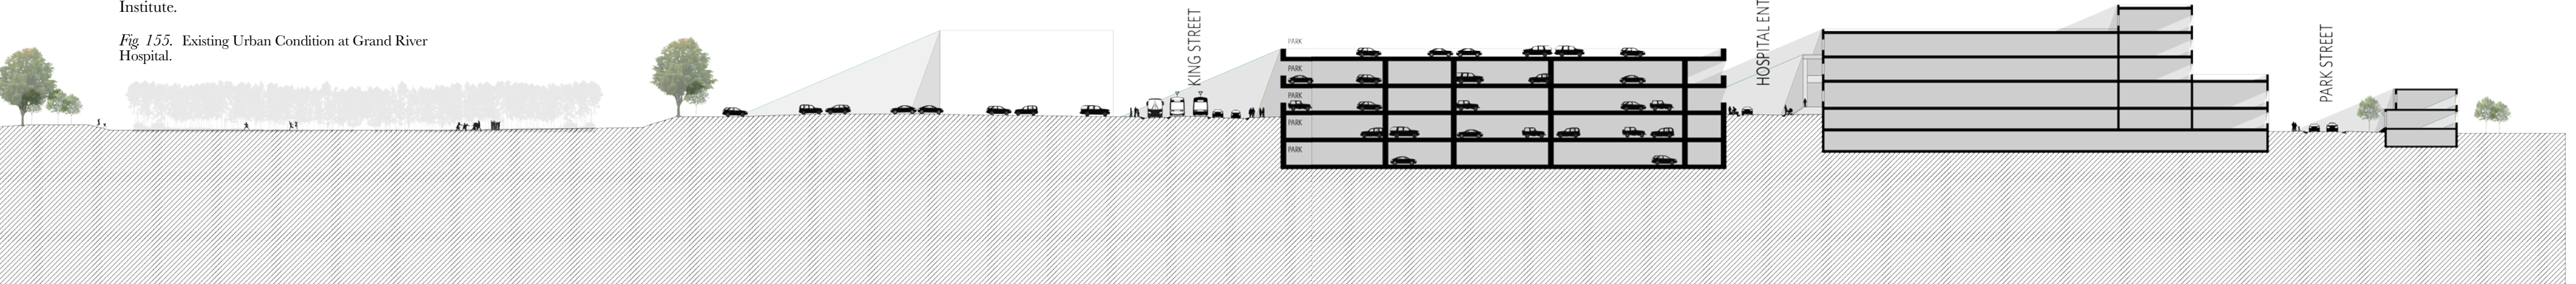 Institute.
Fig 155. Existing Urban Condition at Grand River
Hospital.
KING STREET
PARK
PARK
PARK
PARK
PARK
HOSPITAL ENT
PARK STREET